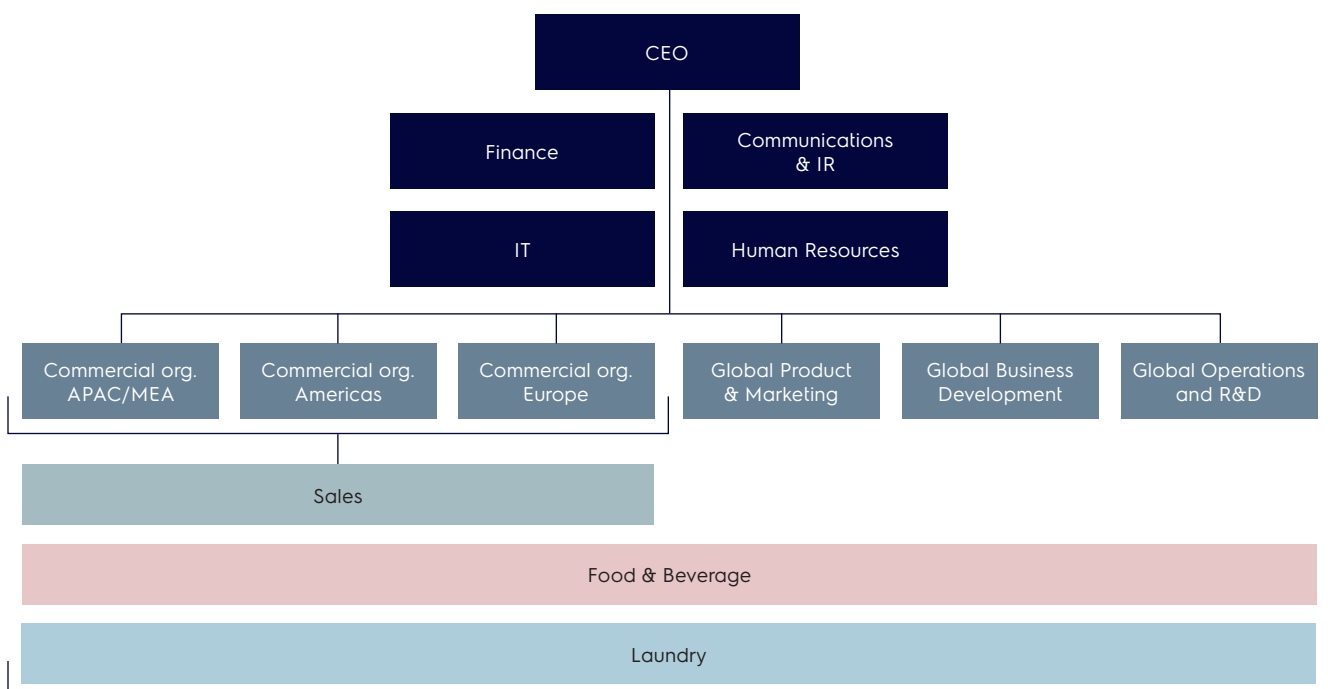 CEO
Finance
Communications
& IR
IT
Human Resources
Commercial org.
APAC/MEA
Commercial org.
Americas
Commercial org.
Europe
Global Product
& Marketing
Global Business
Development
Global Operations
and R&D
Sales
Food & Beverage
Laundry